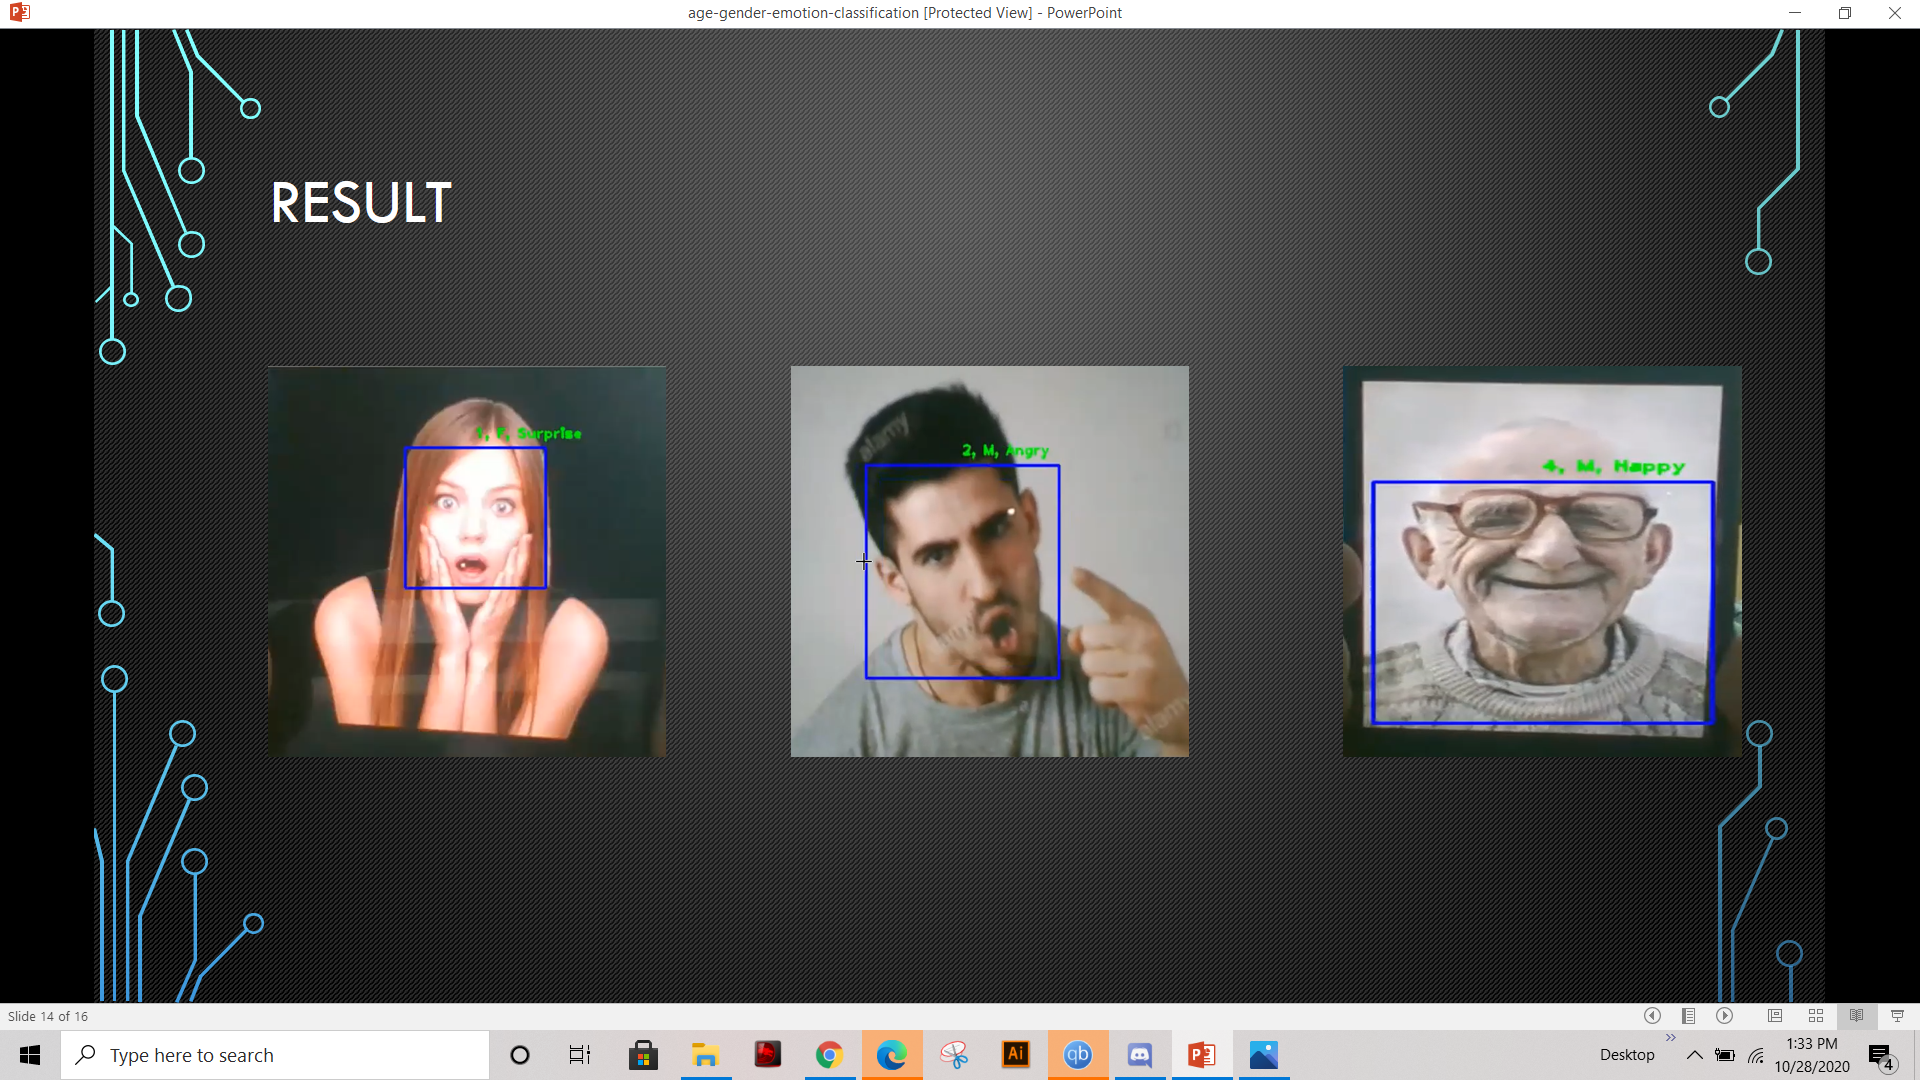 age-gender-emotion-classification [Protected View] - PowerPoint
RESULT
1, F, Surprise
2, M, Angry
4, M, Happy
alamy
alamy
Slide 14 of 16
Type here to search
Ai
qb
Desktop
1:33 PM
10/28/2020
4